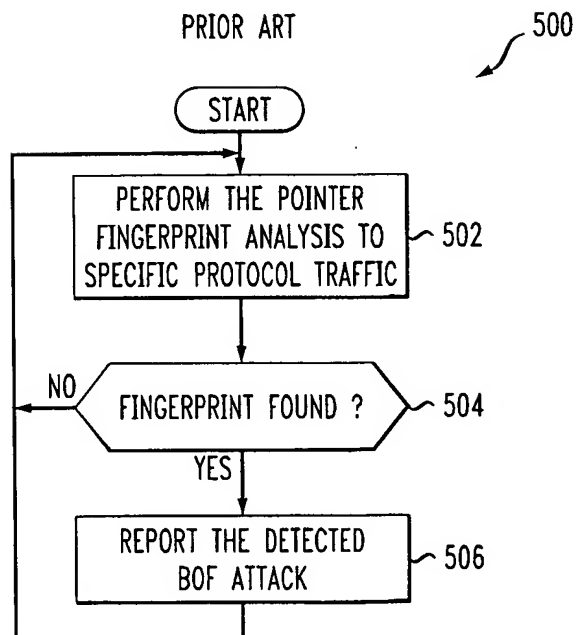 PRIOR ART
500
START
PERFORM THE POINTER
FINGERPRINT ANALYSIS TO
SPECIFIC PROTOCOL TRAFFIC
502
NO
FINGERPRINT FOUND ?
504
YES
REPORT THE DETECTED
BOF ATTACK
506